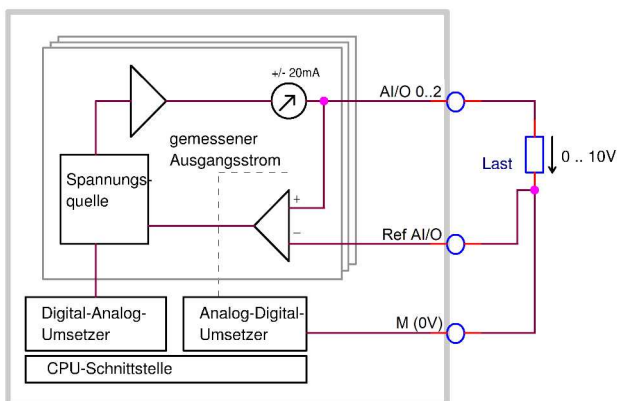 +/- 20mA
AI/O 0..2
gemessener
Ausgangsstrom
Last
0 .. 10V
Spannungs-
quelle
+
–
Ref AI/O
Digital-Analog-
Umsetzer
Analog-Digital-
Umsetzer
M (0V)
CPU-Schnittstelle